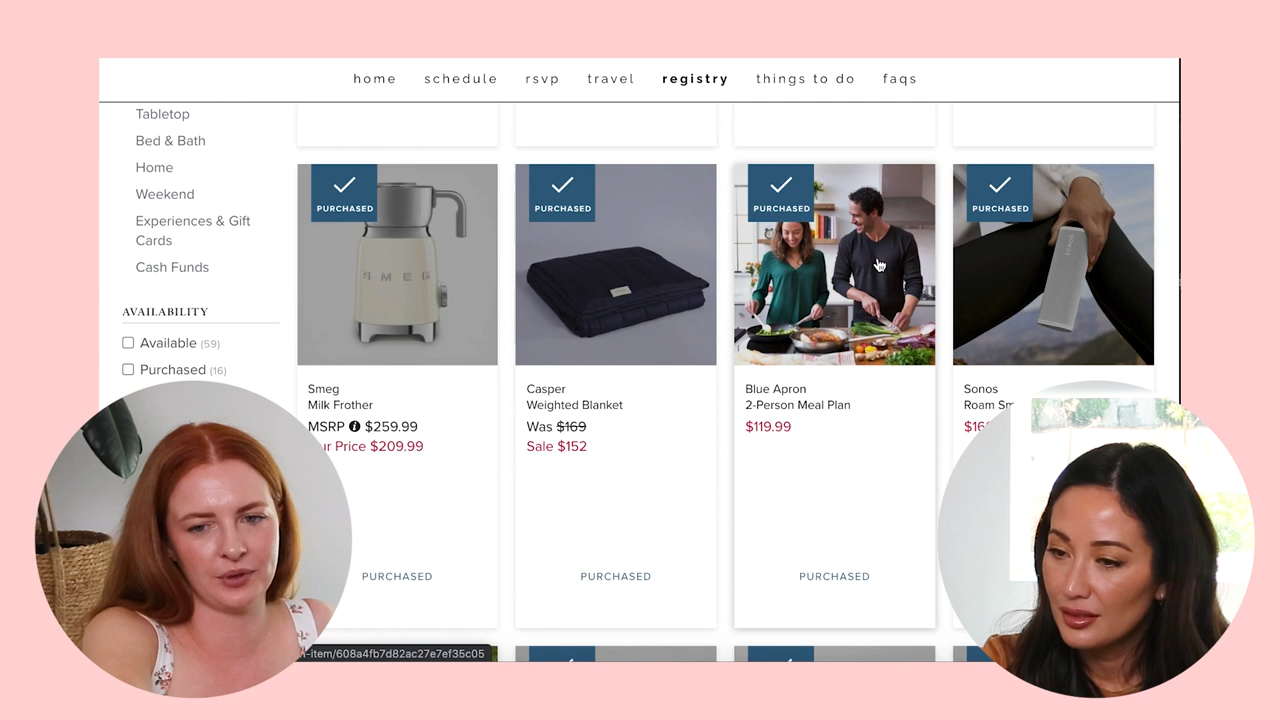 home schedule rsvp travel registry things to do faqs
Tabletop
Bed & Bath
Home
Weekend
Experiences & Gift
Cards
Cash Funds
AVAILABILITY
Available (59)
Purchased (16)
PURCHASED
SMEG
Smeg
Milk Frother
MSRP $259.99
ur Price $209.99
PURCHASED
PURCHASED
Casper
Weighted Blanket
Was $169
Sale $152
PURCHASED
PURCHASED
Blue Apron
2-Person Meal Plan
$119.99
PURCHASED
PURCHASED
SONOS
Sonos
Roam
-item/608a4fb7d82ac27e7ef35c05